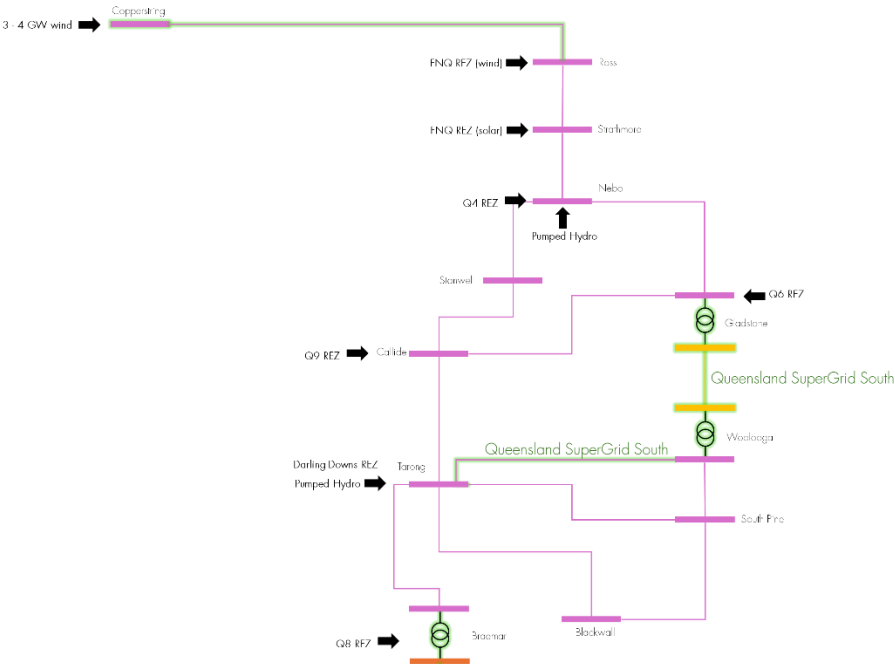 Copperstring
3 - 4 GW wind
FNQ REZ (wind)
Ross
FNQ REZ (solar)
Strathmore
Nebo
Q4 REZ
Pumped Hydro
Stanwel
Q6 REZ
Gladstone
Q9 REZ
Callide
Queensland SuperGrid South
Woolooga
Queensland SuperGrid South
Darling Downs REZ
Tarong
Pumped Hydro
South Pine
Blackwall
Braemar
Q8 REZ